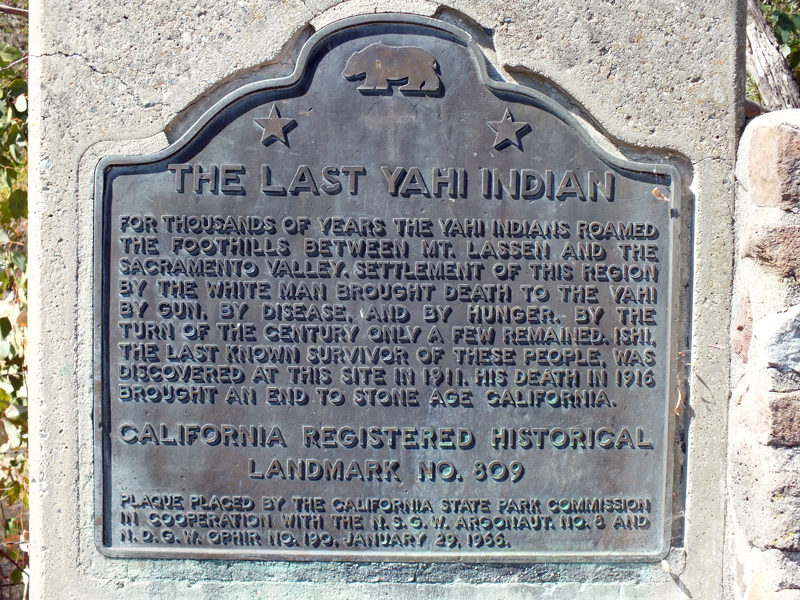 THE LAST YAHI INDIAN
FOR THOUSANDS OF YEARS THE YAHI INDIANS ROAMED
THE FOOTHILLS BETWEEN MT. LASSEN AND THE
SACRAMENTO VALLEY. SETTLEMENT OF THIS REGION
BY THE WHITE MAN BROUGHT DEATH TO THE YAHI
BY GUN, BY DISEASE, AND BY HUNGER. BY THE
TURN OF THE CENTURY ONLY A FEW REMAINED. ISHI,
THE LAST KNOWN SURVIVOR OF THESE PEOPLE, WAS
DISCOVERED AT THIS SITE IN 1911. HIS DEATH IN 1916
BROUGHT AN END TO STONE AGE CALIFORNIA.
CALIFORNIA REGISTERED HISTORICAL
LANDMARK NO. 809
PLAQUE PLACED BY THE CALIFORNIA STATE PARK COMMISSION
IN COOPERATION WITH THE N.S.G.W. ARGONAUT, NO. 8 AND
N.D.G.W. OPHIR NO. 190, JANUARY 29, 1966.